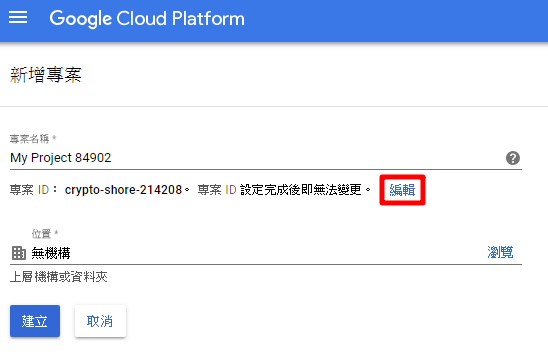 Google Cloud Platform
新增專案
專案名稱 *
My Project 84902
專案 ID： crypto-shore-214208。 專案 ID 設定完成後即無法變更。 編輯
位置 *
無機構 瀏覽
上層機構或資料夾
建立 取消